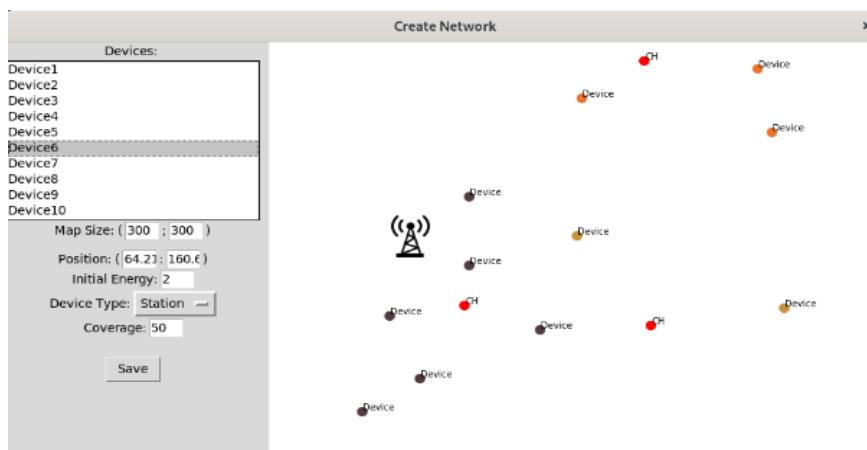 Create Network
Devices:
Device1
Device2
Device3
Device4
Device5
Device6
Device7
Device8
Device9
Device10
Map Size: ( 300 ; 300 )
Position: ( 64.21: 160.6)
Initial Energy: 2
Device Type: Station
Coverage: 50
Save
CH
Device
Device
Device
Device
Device
Device
CH
Device
Device
Device
CH
Device
Device